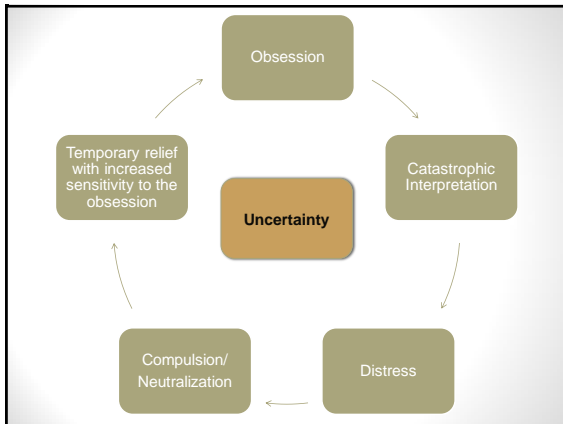 Obsession
Catastrophic
Interpretation
Distress
Compulsion/
Neutralization
Temporary relief
with increased
sensitivity to the
obsession
Uncertainty